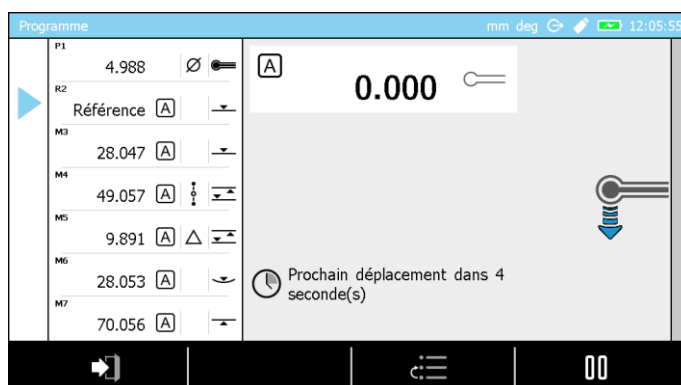 Programme mm deg 12:05:55
P1
4.988 Ø
R2
Référence A
M3
28.047 A
M4
49.057 A
M5
9.891 A
M6
28.053 A
M7
70.056 A
A
0.000
Prochain déplacement dans 4
seconde(s)